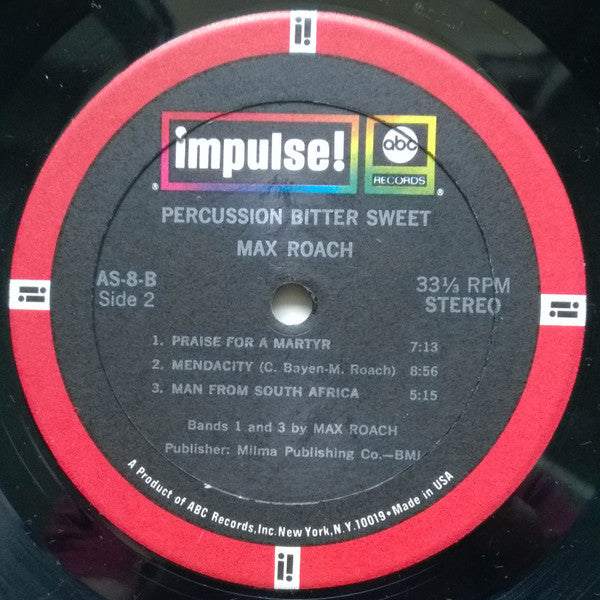 i!
impulse!
abc
RECORDS
®
®
PERCUSSION BITTER SWEET
MAX ROACH
AS-8-B
Side 2
33⅓ RPM
STEREO
i!
i!
1. PRAISE FOR A MARTYR 7:13
2. MENDACITY (C. Bayen-M. Roach) 8:56
3. MAN FROM SOUTH AFRICA 5:15
Bands 1 and 3 by MAX ROACH
Publisher: Milma Publishing Co.—BMI
A Product of ABC Records, Inc. New York, N.Y. 10019 • Made in USA
i!